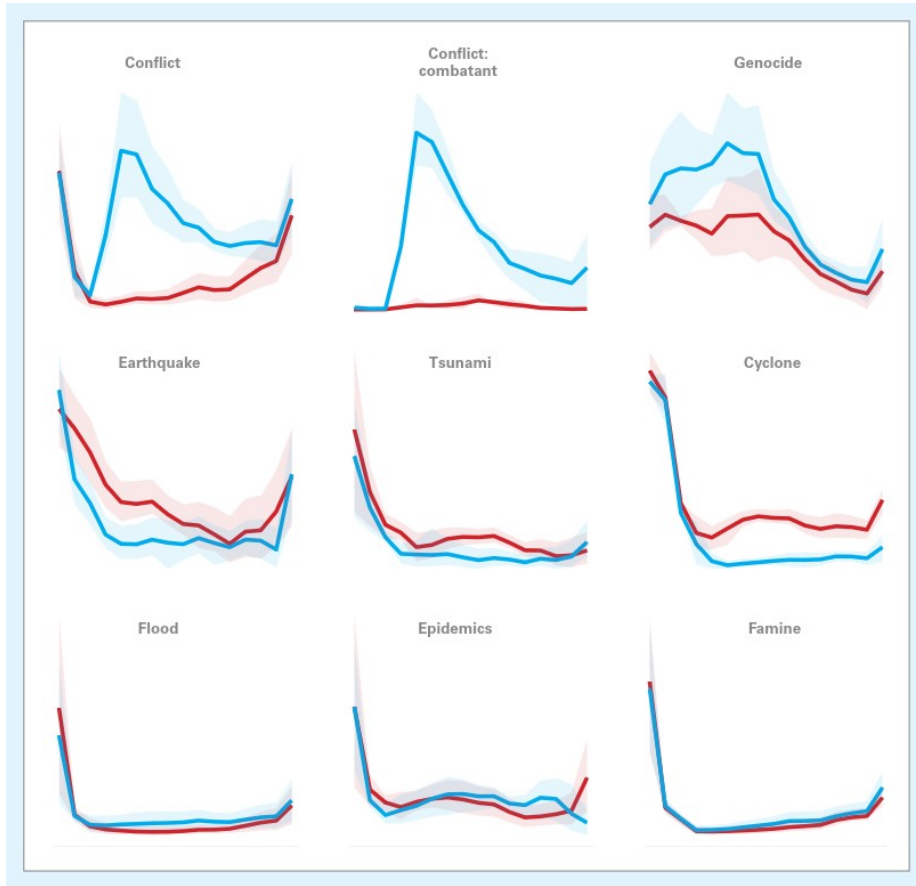 Conflict
Conflict:
combatant
Genocide
Earthquake
Tsunami
Cyclone
Flood
Epidemics
Famine